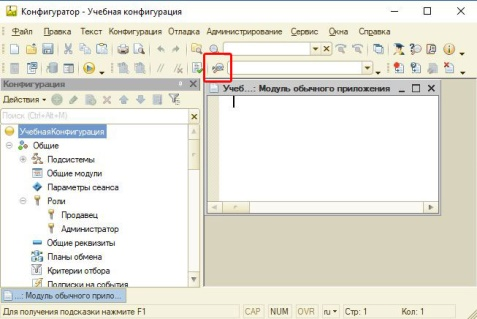 Конфигуратор - Учебная конфигурация
Файл Правка Текст Конфигурация Отладка Администрирование Сервис Окна Справка
Конфигурация
Действия
Поиск (Ctrl+Alt+M)
УчебнаяКонфигурация
Общие
Подсистемы
Общие модули
Параметры сеанса
Роли
Продавец
Администратор
Общие реквизиты
Планы обмена
Критерии отбора
Подписки на события
Учеб...: Модуль обычного приложения
...: Модуль обычного прило...
Для получения подсказки нажмите F1
CAP NUM OVR ru Стр: 1 Кол: 1